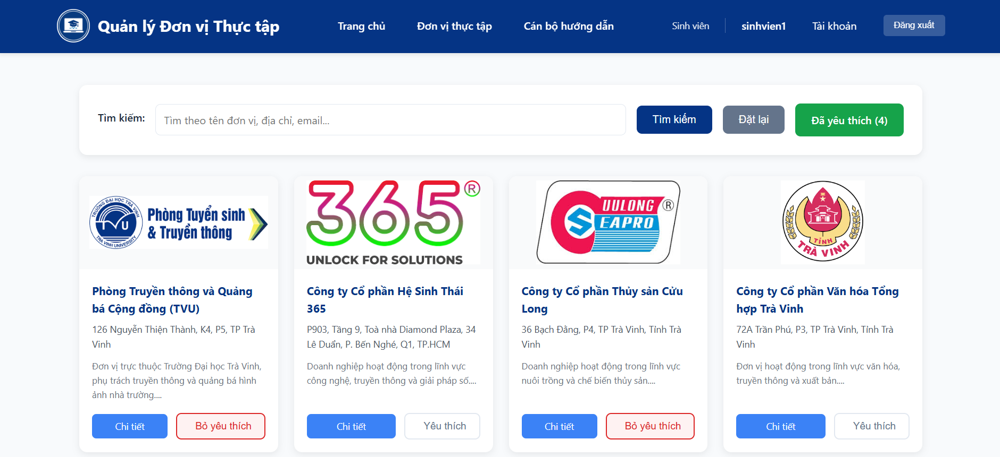 Quản lý Đơn vị Thực tập
Trang chủ
Đơn vị thực tập
Cán bộ hướng dẫn
Sinh viên
sinhvien1
Tài khoản
Đăng xuất
Tìm kiếm:
Tìm theo tên đơn vị, địa chỉ, email...
Tìm kiếm
Đặt lại
Đã yêu thích (4)
TRƯỜNG ĐẠI HỌC TRÀ VINH
TVU
TRA VINH UNIVERSITY
Phòng Tuyển sinh
& Truyền thông
Phòng Truyền thông và Quảng
bá Cộng đồng (TVU)
126 Nguyễn Thiện Thành, K4, P5, TP Trà
Vinh
Đơn vị trực thuộc Trường Đại học Trà Vinh,
phụ trách truyền thông và quảng bá hình
ảnh nhà trường....
Chi tiết
Bỏ yêu thích
365®
UNLOCK FOR SOLUTIONS
Công ty Cổ phần Hệ Sinh Thái
365
P903, Tầng 9, Toà nhà Diamond Plaza, 34
Lê Duẩn, P. Bến Nghé, Q1, TP.HCM
Doanh nghiệp hoạt động trong lĩnh vực
công nghệ, truyền thông và giải pháp số....
Chi tiết
Yêu thích
CUULONG ®
SEAPRO
Công ty Cổ phần Thủy sản Cửu
Long
36 Bạch Đằng, P4, TP Trà Vinh, Tỉnh Trà
Vinh
Doanh nghiệp hoạt động trong lĩnh vực
nuôi trồng và chế biến thủy sản....
Chi tiết
Bỏ yêu thích
TỈNH
TRÀ VINH
Công ty Cổ phần Văn hóa Tổng
hợp Trà Vinh
72A Trần Phú, P3, TP Trà Vinh, Tỉnh Trà
Vinh
Đơn vị hoạt động trong lĩnh vực văn hóa,
truyền thông và xuất bản....
Chi tiết
Yêu thích